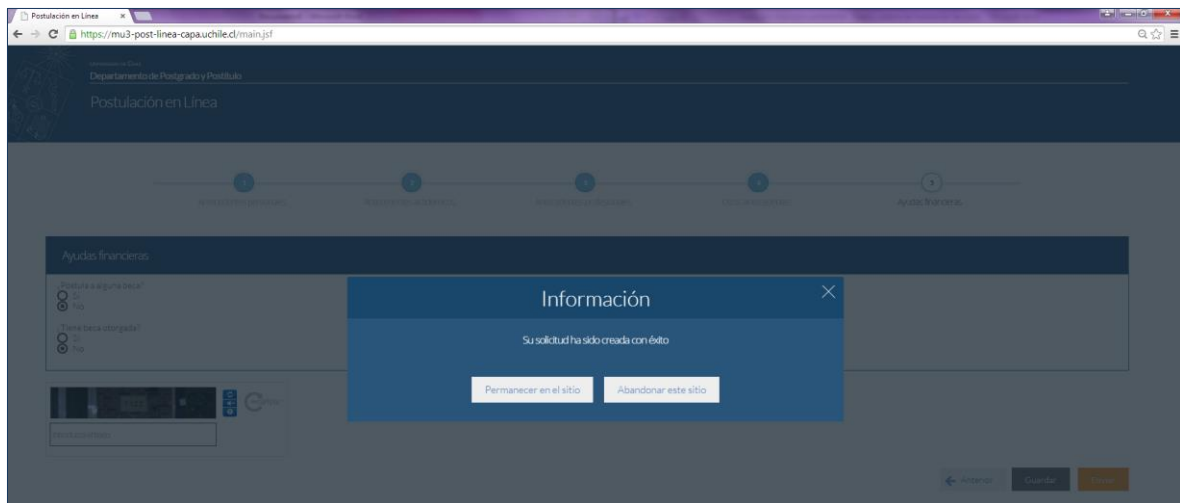 Postulación en Línea
https://mu3-post-linea-capa.uchile.cl/main.jsf
Departamento de Postgrado y Postítulo
Postulación en Línea
Ayudas financieras
Ayudas financieras
¿Postula a alguna beca?
Si
No
¿Tiene beca otorgada?
Si
No
Información
Su solicitud ha sido creada con éxito
Permanecer en el sitio
Abandonar este sitio
Anterior
Guardar